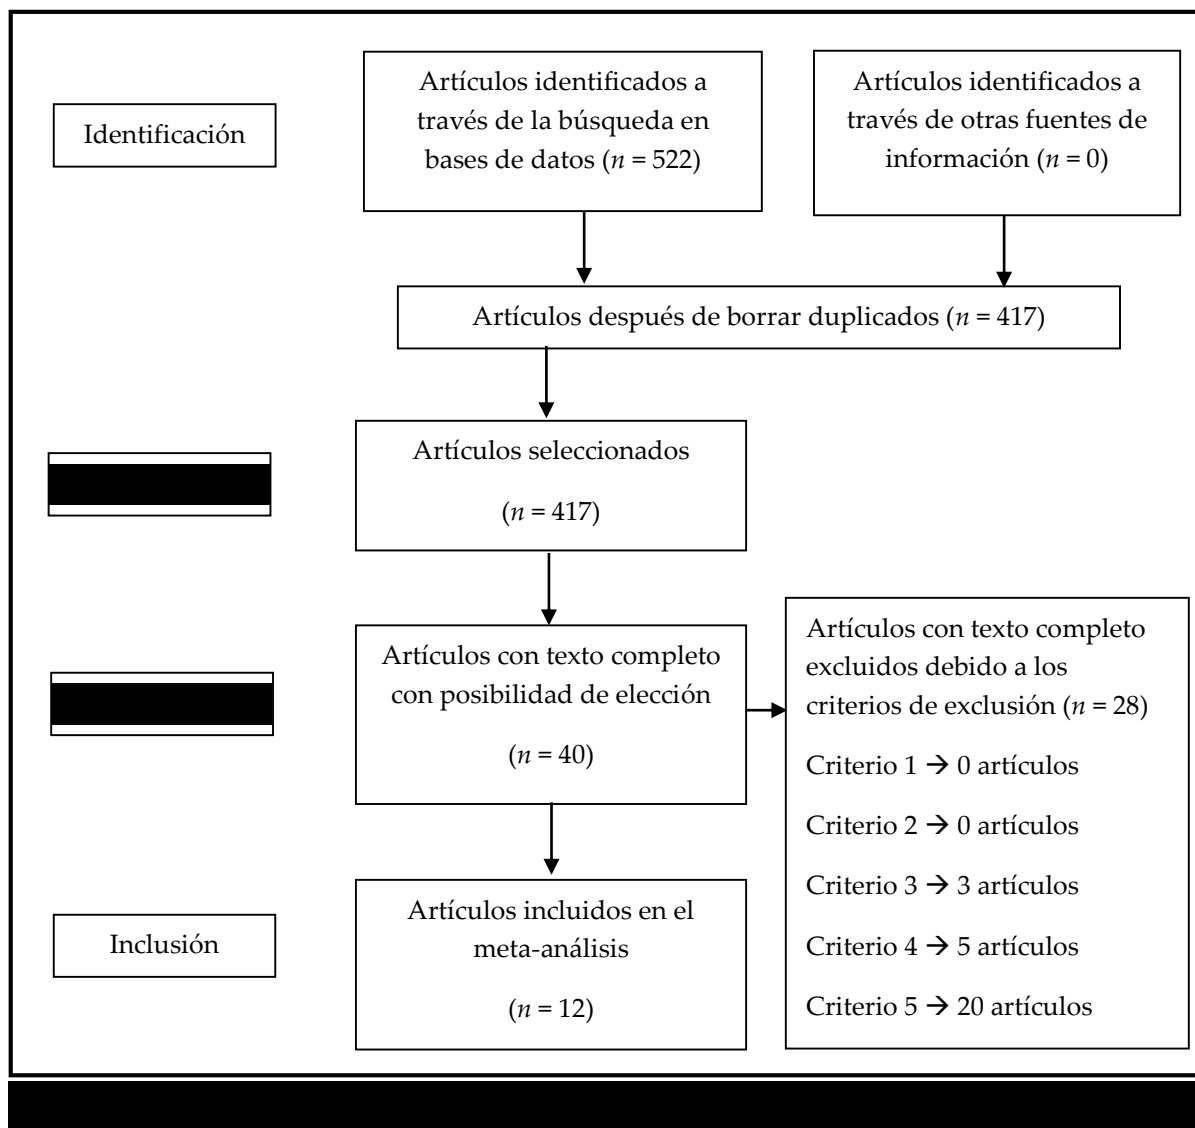 Identificación
Artículos identificados a
través de la búsqueda en
bases de datos (n = 522)
Artículos identificados a
través de otras fuentes de
información (n = 0)
Artículos después de borrar duplicados (n = 417)
Artículos seleccionados
(n = 417)
Artículos con texto completo
con posibilidad de elección
(n = 40)
Artículos con texto completo
excluidos debido a los
criterios de exclusión (n = 28)
Criterio 1 → 0 artículos
Criterio 2 → 0 artículos
Criterio 3 → 3 artículos
Criterio 4 → 5 artículos
Criterio 5 → 20 artículos
Inclusión
Artículos incluidos en el
meta-análisis
(n = 12)